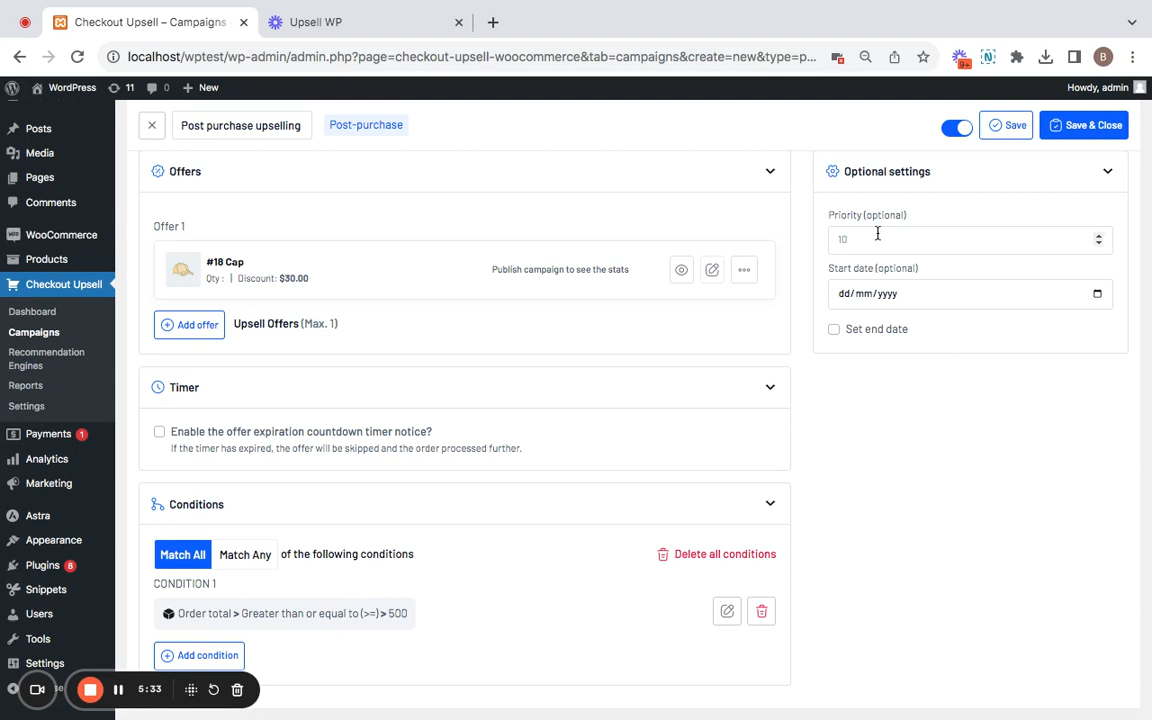 Checkout Upsell – Campaigns
Upsell WP
localhost/wptest/wp-admin/admin.php?page=checkout-upsell-woocommerce&tab=campaigns&create=new&type=p...
9+
B
WordPress
11
0
New
Howdy, admin
Posts
Media
Pages
Comments
WooCommerce
Products
Checkout Upsell
Dashboard
Campaigns
Recommendation
Engines
Reports
Settings
Payments 1
Analytics
Marketing
Astra
Appearance
Plugins 8
Snippets
Users
Tools
Settings
Post purchase upselling
Post-purchase
Save
Save & Close
Offers
Offer 1
#18 Cap
Qty : | Discount: $30.00
Publish campaign to see the stats
Add offer
Upsell Offers (Max. 1)
Timer
Enable the offer expiration countdown timer notice?
If the timer has expired, the offer will be skipped and the order processed further.
Conditions
Match All
Match Any
of the following conditions
Delete all conditions
CONDITION 1
Order total > Greater than or equal to (>=) > 500
Add condition
Optional settings
Priority (optional)
10
Start date (optional)
dd/mm/yyyy
Set end date
5:33